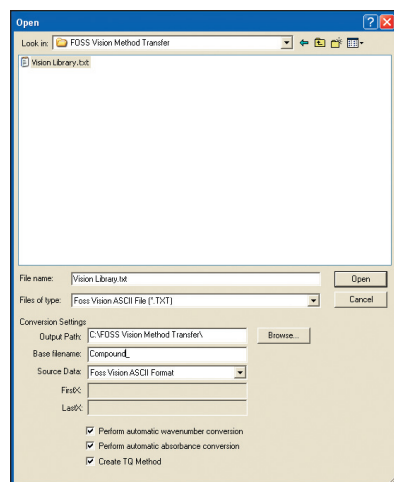 Open
Look in: FOSS Vision Method Transfer
Vision Library.txt
File name: Vision Library.txt Open
Files of type: Foss Vision ASCII File (*.TXT) Cancel
Conversion Settings
Output Path: C:\FOSS Vision Method Transfer\ Browse...
Base filename: Compound_
Source Data: Foss Vision ASCII Format
FirstX:
LastX:
Perform automatic wavenumber conversion
Perform automatic absorbance conversion
Create TQ Method